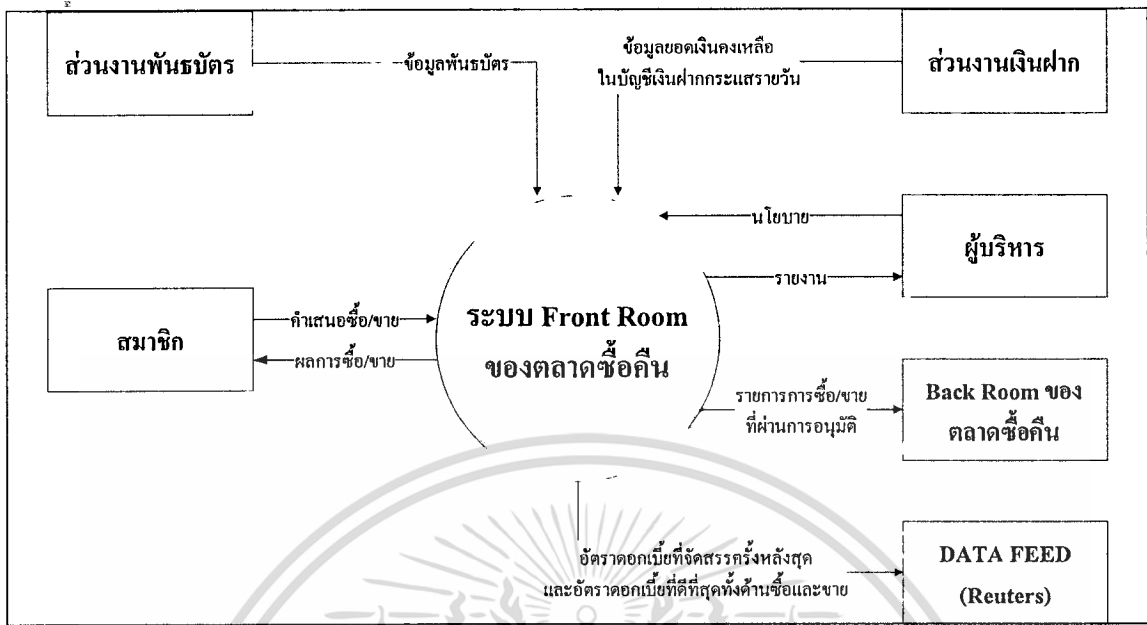 ส่วนงานพันธบัตร
ข้อมูลพันธบัตร
ข้อมูลยอดเงินคงเหลือ
ในบัญชีเงินฝากกระแสรายวัน
ส่วนงานเงินฝาก
นโยบาย
ผู้บริหาร
รายงาน
สมาชิก
คำเสนอซื้อ/ขาย
ผลการซื้อ/ขาย
ระบบ Front Room
ของตลาดซื้อคืน
รายการการซื้อ/ขาย
ที่ผ่านการอนุมัติ
Back Room ของ
ตลาดซื้อคืน
อัตราดอกเบี้ยที่จัดสรรครั้งหลังสุด
และอัตราดอกเบี้ยที่ดีที่สุดทั้งด้านซื้อและขาย
DATA FEED
(Reuters)